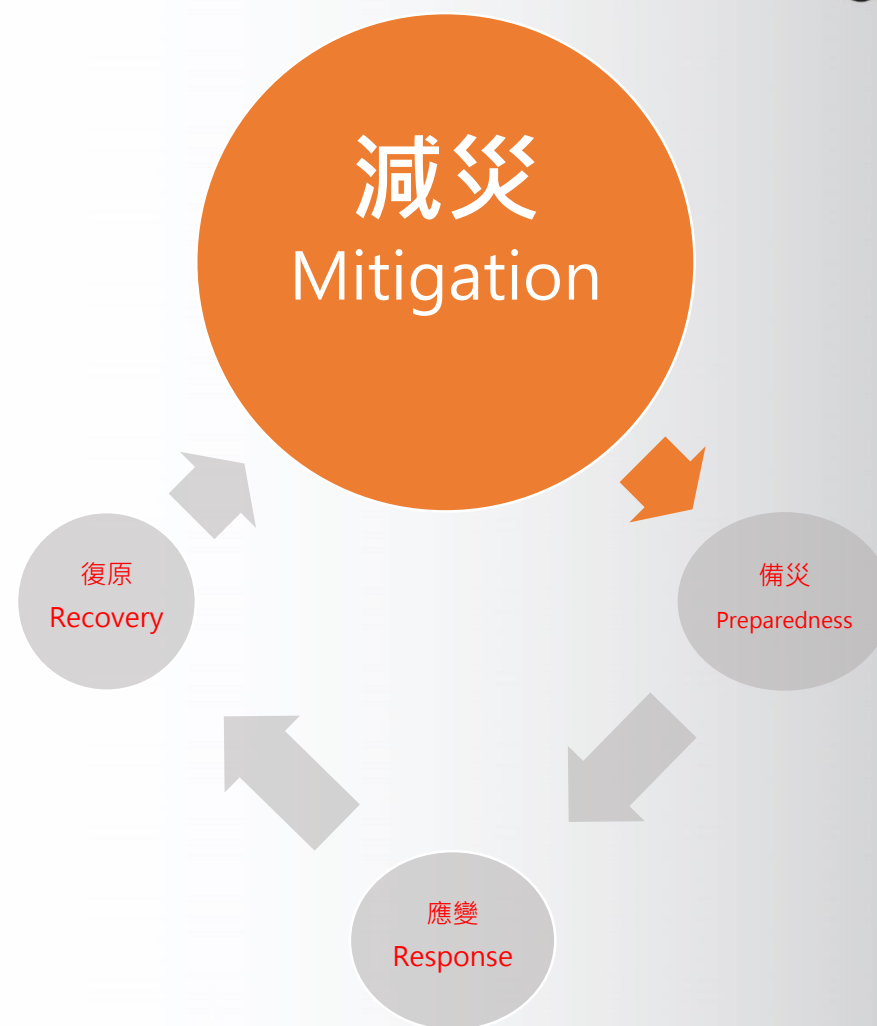 減災
Mitigation
復原
Recovery
備災
Preparedness
應變
Response